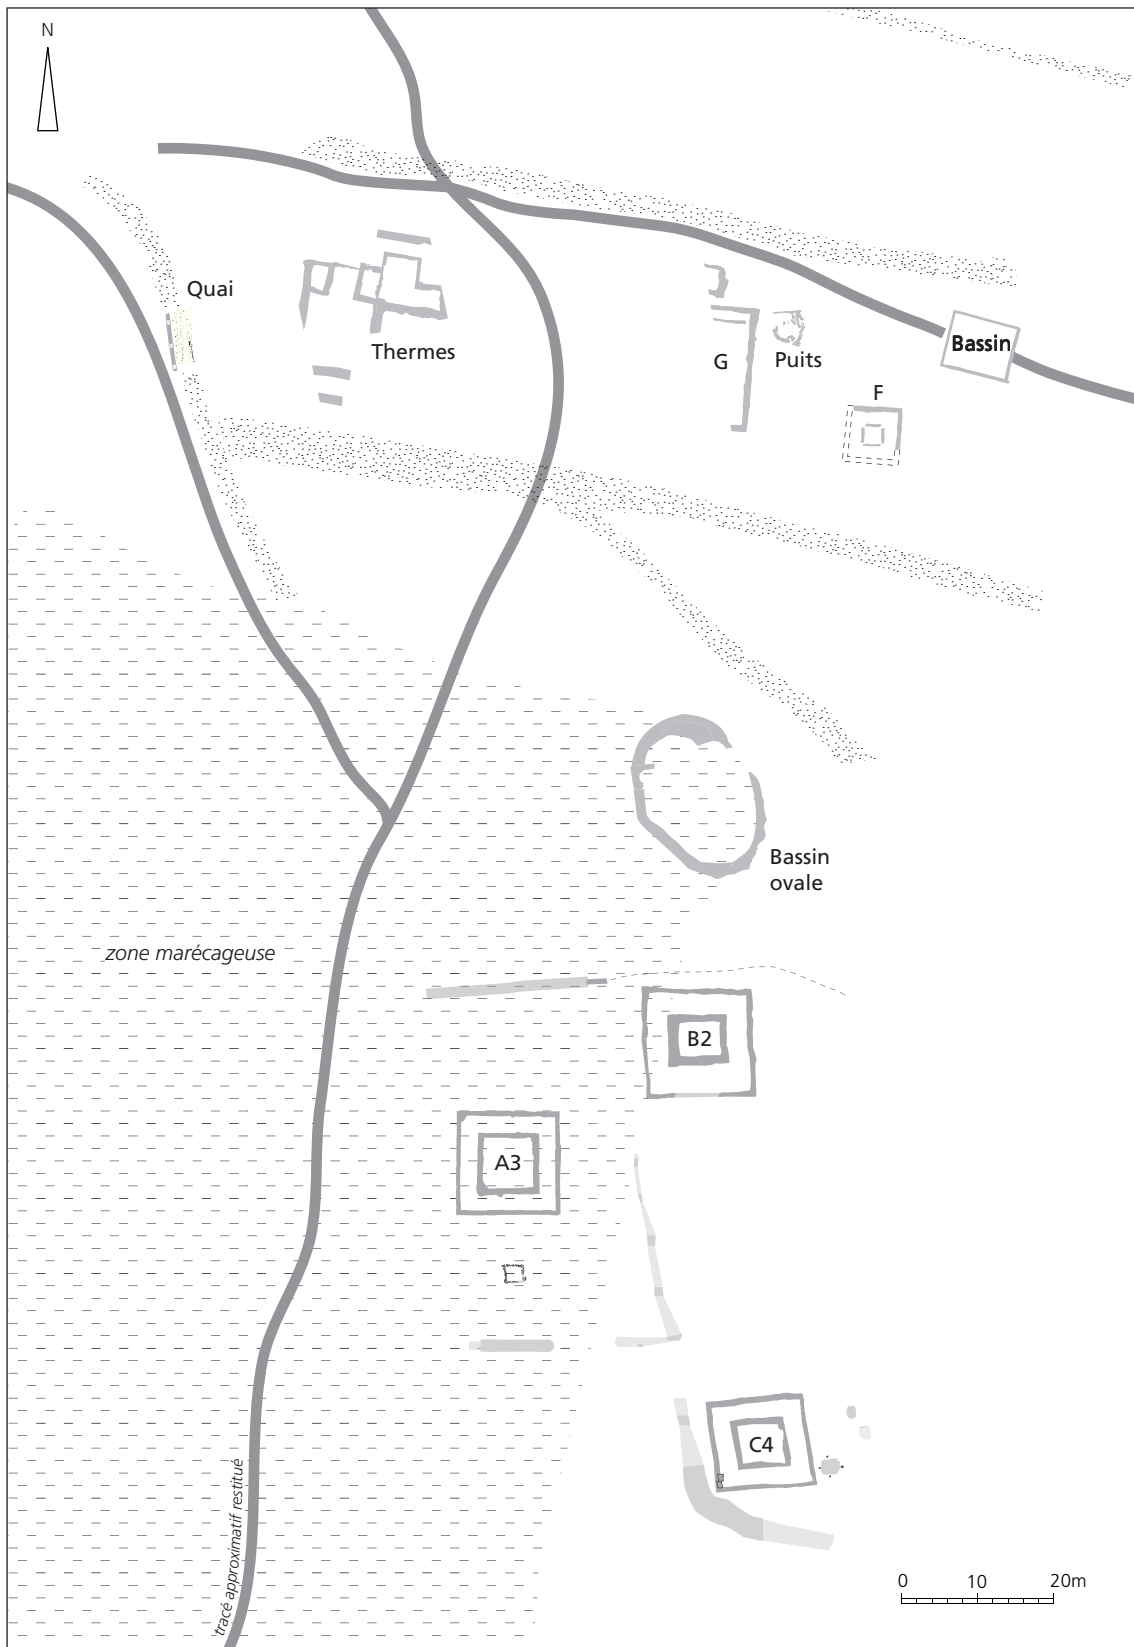 N
Quai
Thermes
G
Puits
Bassin
F
Bassin
ovale
zone marécageuse
B2
A3
C4
tracé approximatif restitué
0 10 20m